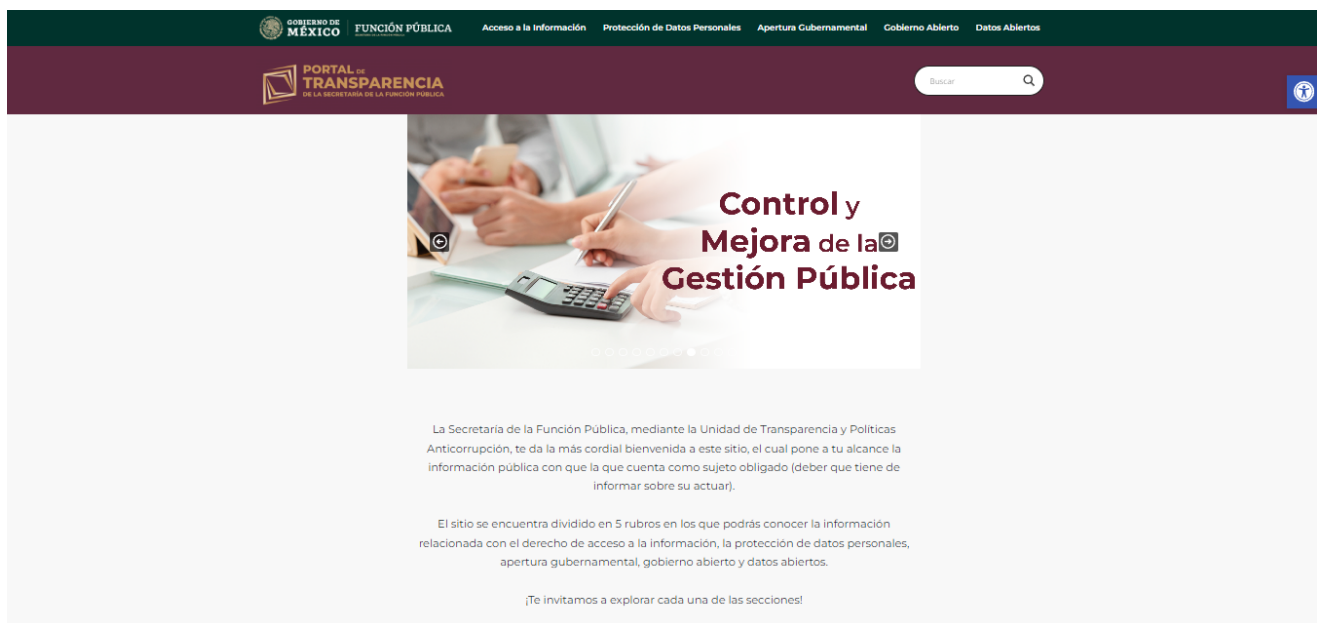 GOBIERNO DE
MÉXICO
FUNCIÓN PÚBLICA
Acceso a la Información
Protección de Datos Personales
Apertura Gubernamental
Gobierno Abierto
Datos Abiertos
PORTAL DE
TRANSPARENCIA
DE LA SECRETARÍA DE LA FUNCIÓN PÚBLICA
Buscar
Control y
Mejora de la
Gestión Pública
La Secretaría de la Función Pública, mediante la Unidad de Transparencia y Políticas
Anticorrupción, te da la más cordial bienvenida a este sitio, el cual pone a tu alcance la
información pública con que la que cuenta como sujeto obligado (deber que tiene de
informar sobre su actuar).
El sitio se encuentra dividido en 5 rubros en los que podrás conocer la información
relacionada con el derecho de acceso a la información, la protección de datos personales,
apertura gubernamental, gobierno abierto y datos abiertos.
¡Te invitamos a explorar cada una de las secciones!